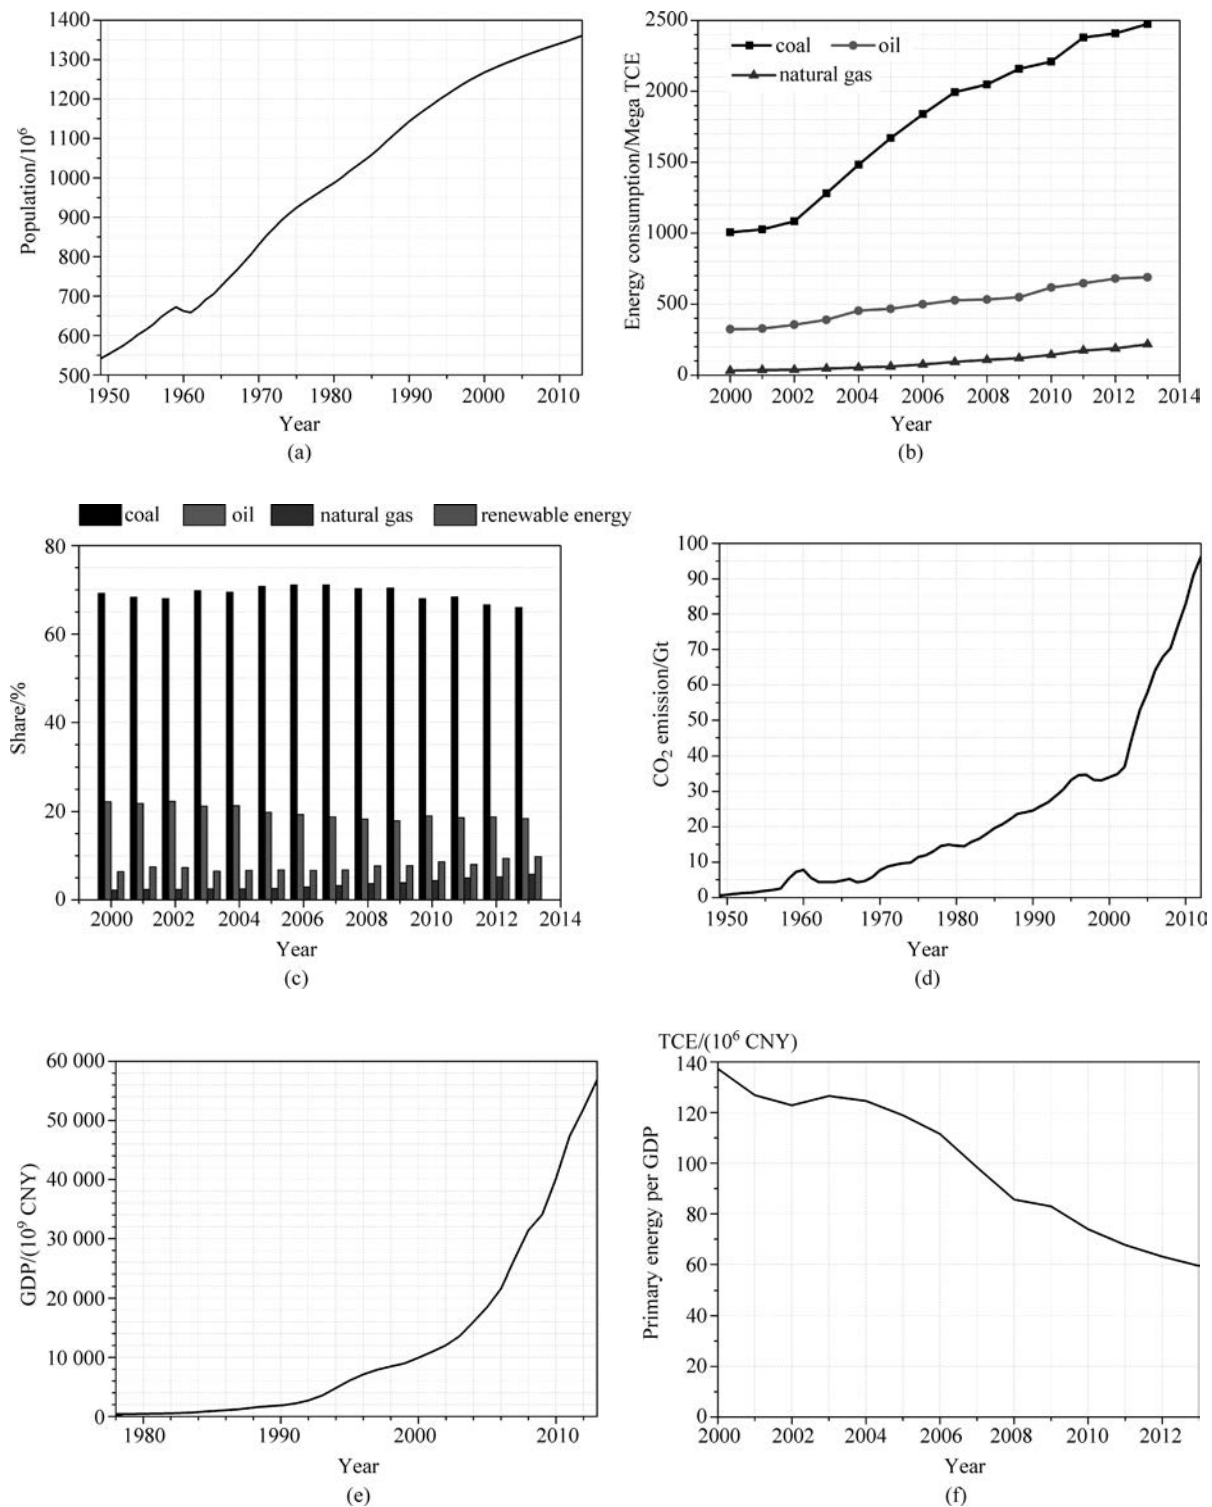 1400
1300
1200
1100
1000
900
800
700
600
500
Population/10⁶
1950 1960 1970 1980 1990 2000 2010
Year
(a)
2500
2000
1500
1000
500
0
Energy consumption/Mega TCE
coal oil
natural gas
2000 2002 2004 2006 2008 2010 2012 2014
Year
(b)
coal oil natural gas renewable energy
80
60
40
20
0
Share/%
2000 2002 2004 2006 2008 2010 2012 2014
Year
(c)
100
90
80
70
60
50
40
30
20
10
0
CO₂ emission/Gt
1950 1960 1970 1980 1990 2000 2010
Year
(d)
60 000
50 000
40 000
30 000
20 000
10 000
0
GDP/(10⁹ CNY)
1980 1990 2000 2010
Year
(e)
TCE/(10⁶ CNY)
140
120
100
80
60
40
20
0
Primary energy per GDP
2000 2002 2004 2006 2008 2010 2012
Year
(f)